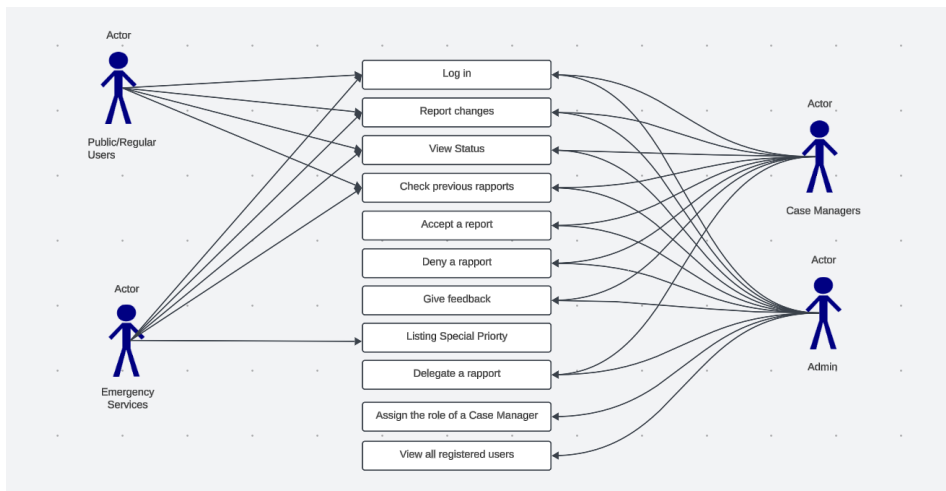 Actor
Public/Regular
Users
Actor
Emergency
Services
Log in
Report changes
View Status
Check previous rapports
Accept a report
Deny a rapport
Give feedback
Listing Special Priorty
Delegate a rapport
Assign the role of a Case Manager
View all registered users
Actor
Case Managers
Actor
Admin